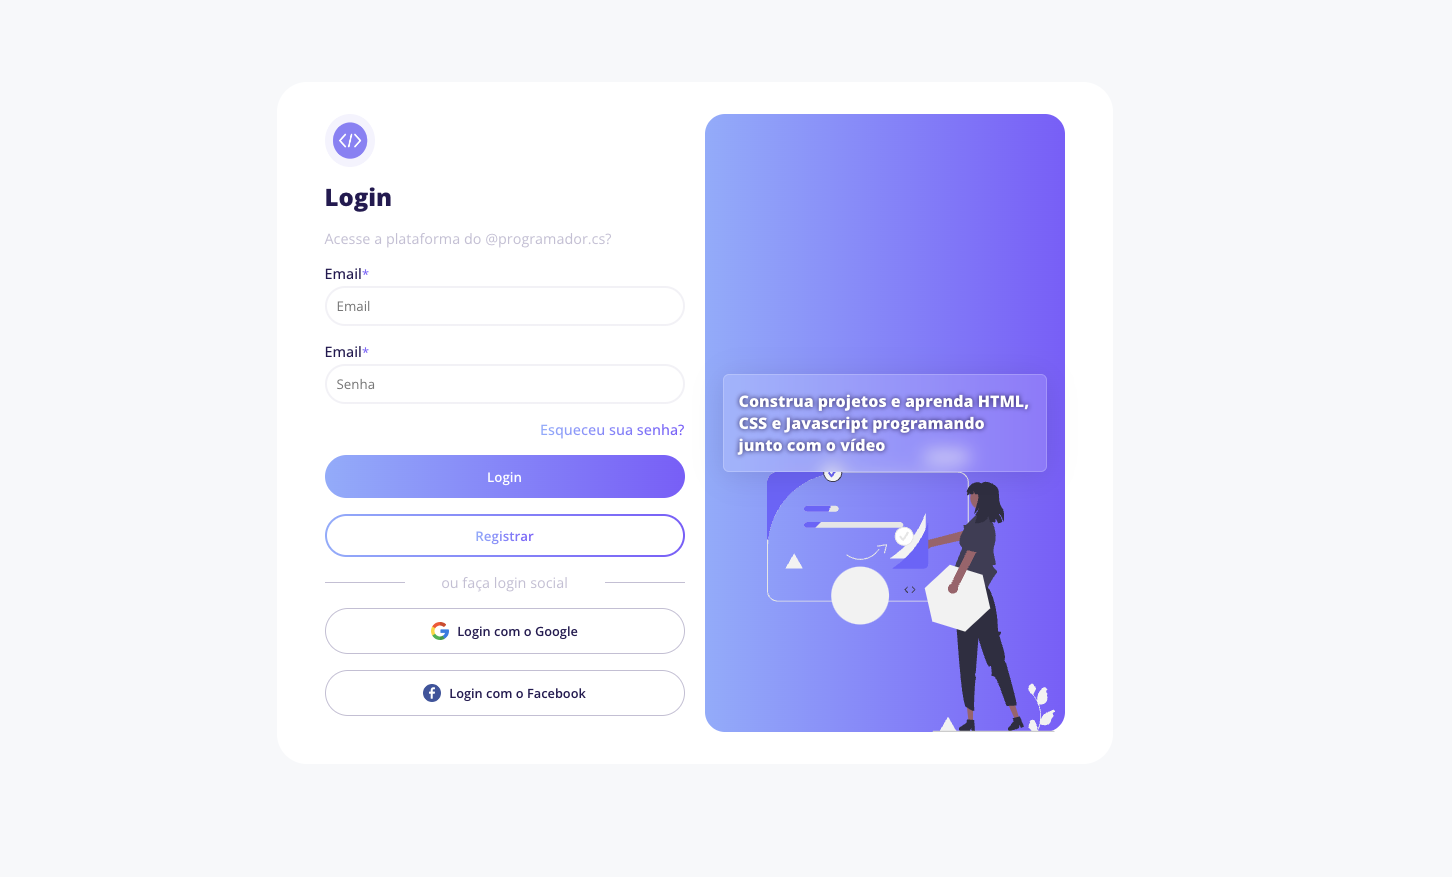 Login
Acesse a plataforma do @programador.cs?
Email*
Email
Email*
Senha
Esqueceu sua senha?
Login
Registrar
ou faça login social
Login com o Google
Login com o Facebook
Construa projetos e aprenda HTML,
CSS e Javascript programando
junto com o vídeo